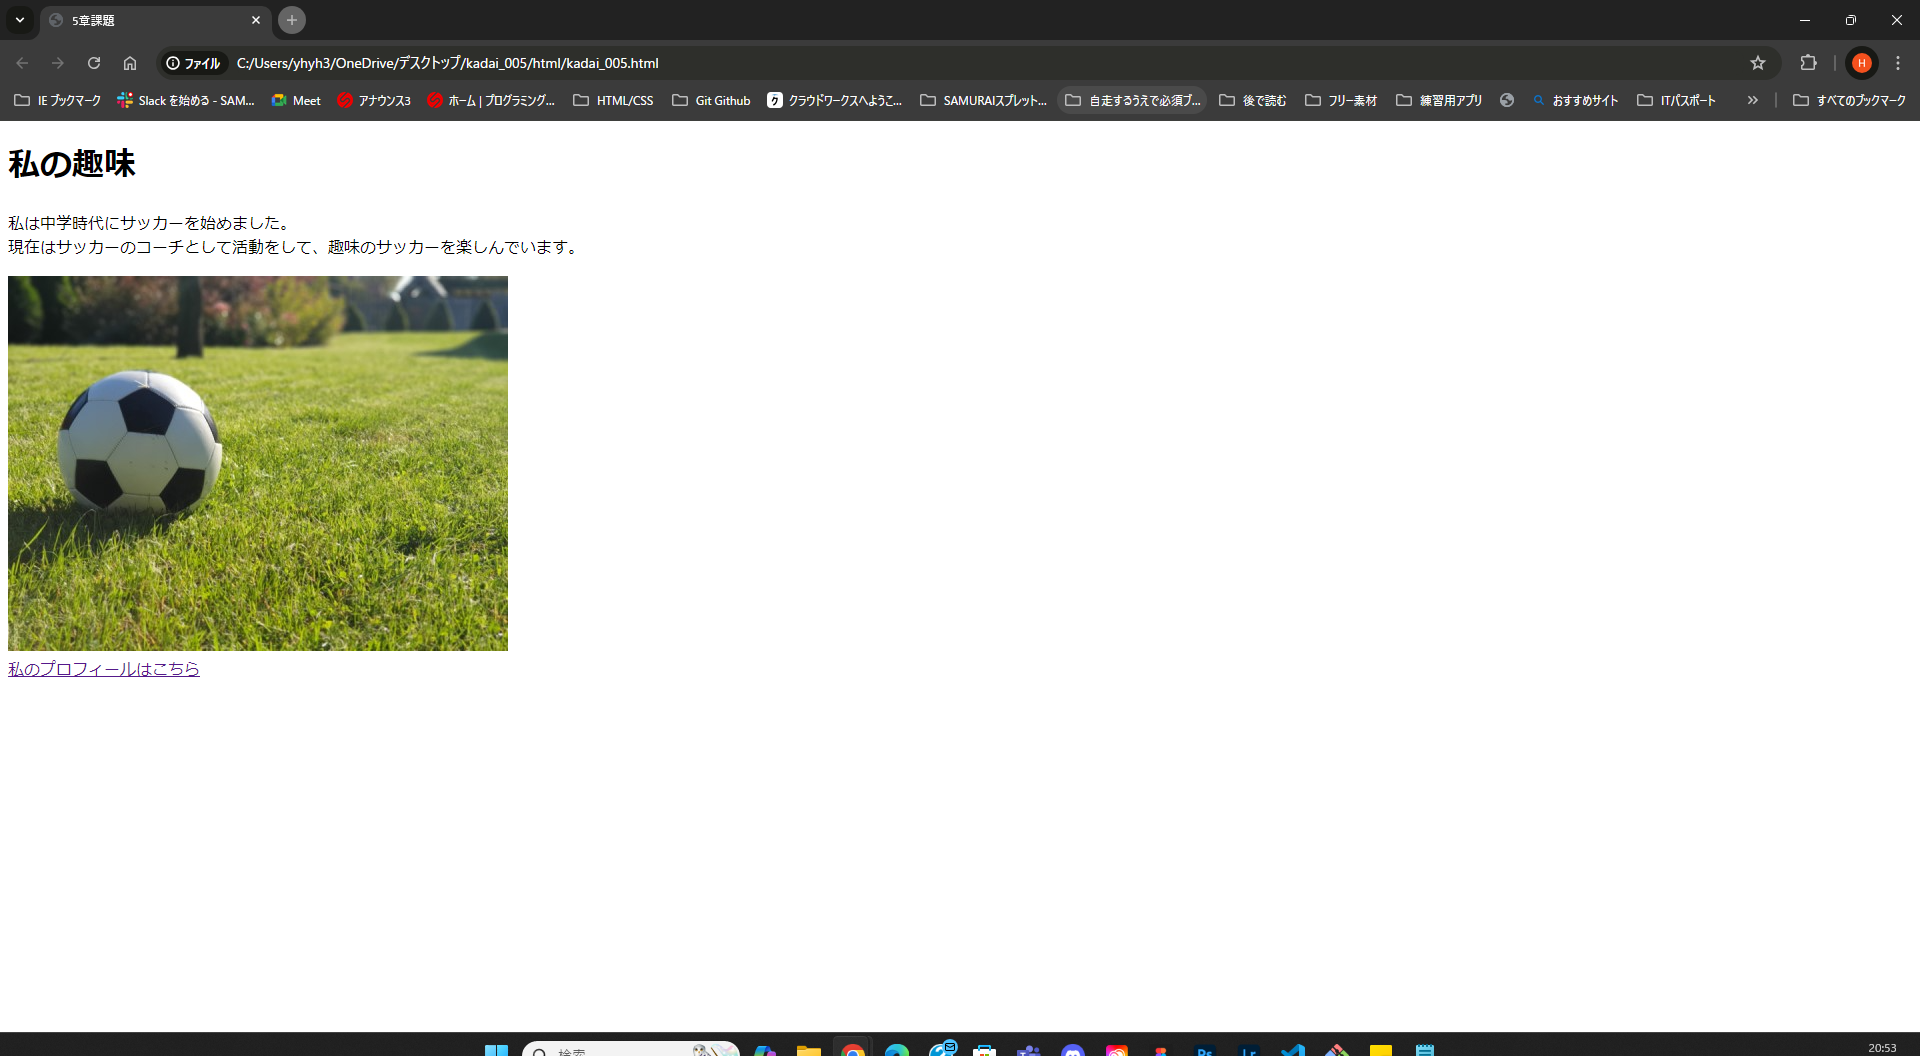 5章課題
ファイル C:/Users/yhyh3/OneDrive/デスクトップ/kadai_005/html/kadai_005.html
IE ブックマーク Slack を始める - SAM... Meet アナウンス3 ホーム | プログラミング... HTML/CSS Git Github クラウドワークスへようこ... SAMURAIスプレット... 自走するうえで必須ブ... 後で読む フリー素材 練習用アプリ おすすめサイト ITパスポート すべてのブックマーク
H
私の趣味
私は中学時代にサッカーを始めました。
現在はサッカーのコーチとして活動をして、趣味のサッカーを楽しんでいます。
私のプロフィールはこちら
検索
Ps
Lr
20:53